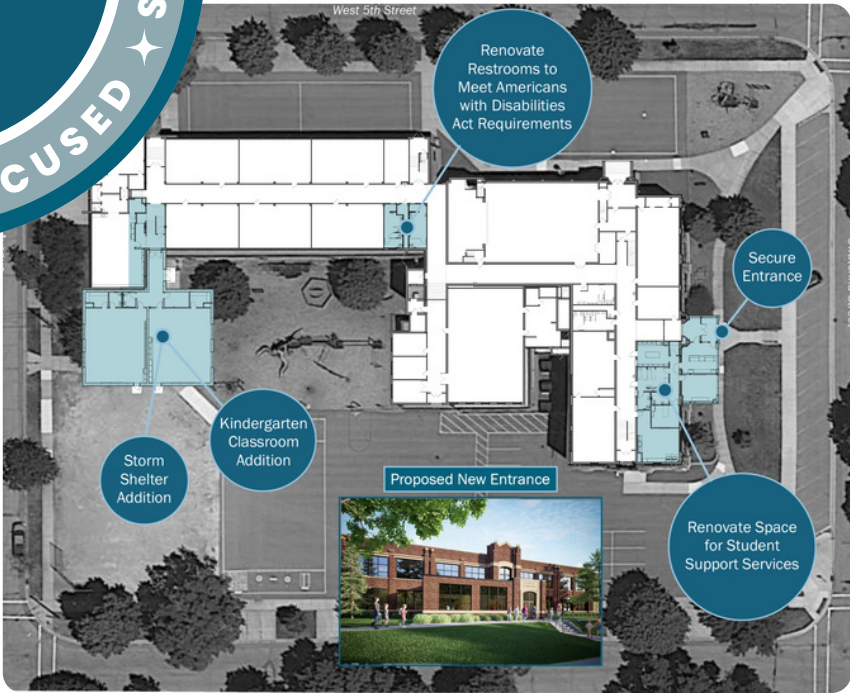 West 5th Street
CUSED
S
Renovate
Restrooms to
Meet Americans
with Disabilities
Act Requirements
Secure
Entrance
Kindergarten
Classroom
Addition
Storm
Shelter
Addition
Proposed New Entrance
Renovate Space
for Student
Support Services